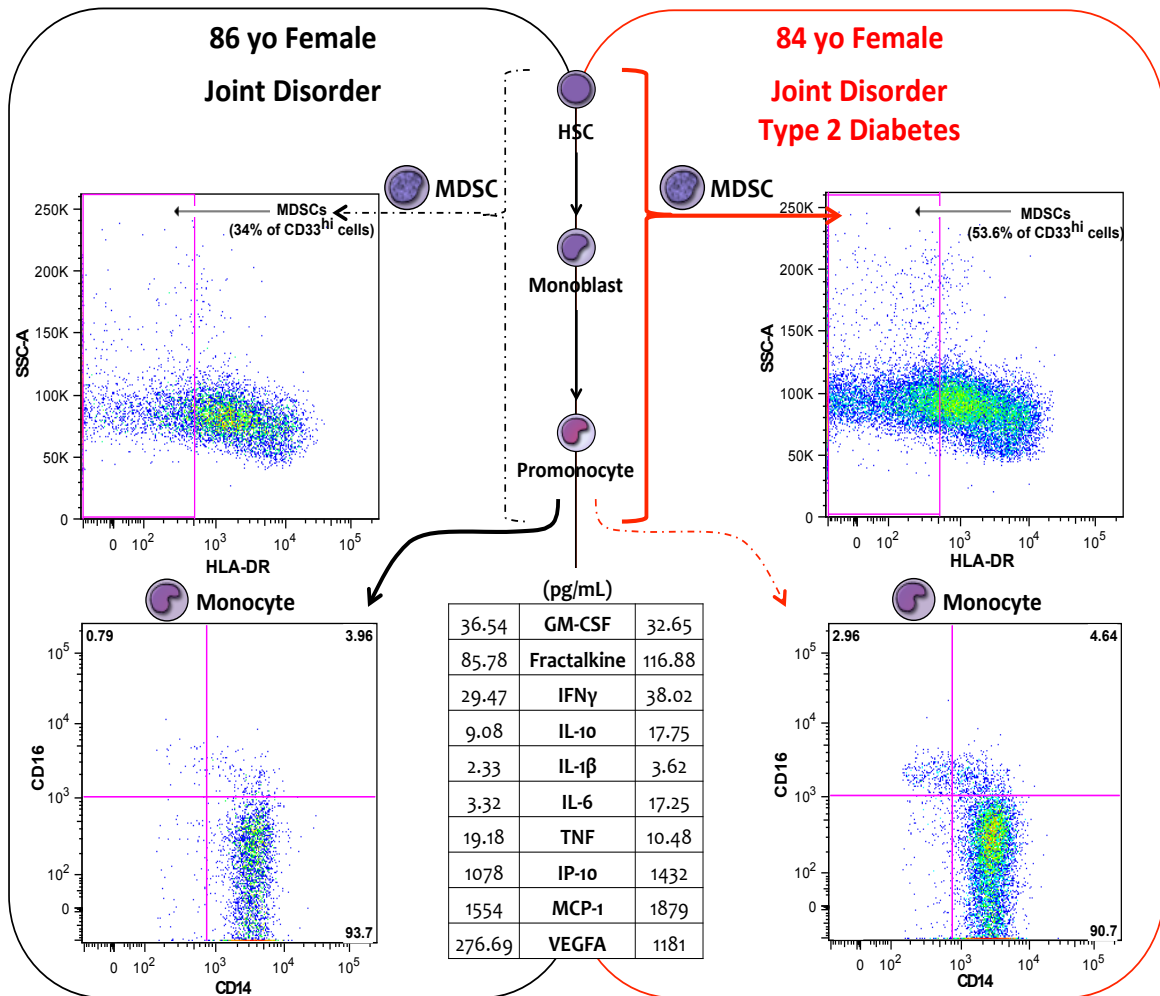 86 yo Female
Joint Disorder
84 yo Female
Joint Disorder
Type 2 Diabetes
HSC
MDSC
MDSC
Monoblast
Promonocyte
250K
200K
150K
100K
50K
0
SSC-A
MDSCs
(34% of CD33hi cells)
0 10² 10³ 10⁴ 10⁵
HLA-DR
250K
200K
150K
100K
50K
0
SSC-A
MDSCs
(53.6% of CD33hi cells)
0 10² 10³ 10⁴ 10⁵
HLA-DR
Monocyte
0.79 3.96
10⁵
10⁴
10³
10²
0
CD16
93.7
0 10² 10³ 10⁴ 10⁵
CD14
(pg/mL)
36.54 GM-CSF 32.65
85.78 Fractalkine 116.88
29.47 IFNγ 38.02
9.08 IL-10 17.75
2.33 IL-1β 3.62
3.32 IL-6 17.25
19.18 TNF 10.48
1078 IP-10 1432
1554 MCP-1 1879
276.69 VEGFA 1181
Monocyte
2.96 4.64
10⁵
10⁴
10³
10²
0
CD16
90.7
0 10² 10³ 10⁴ 10⁵
CD14